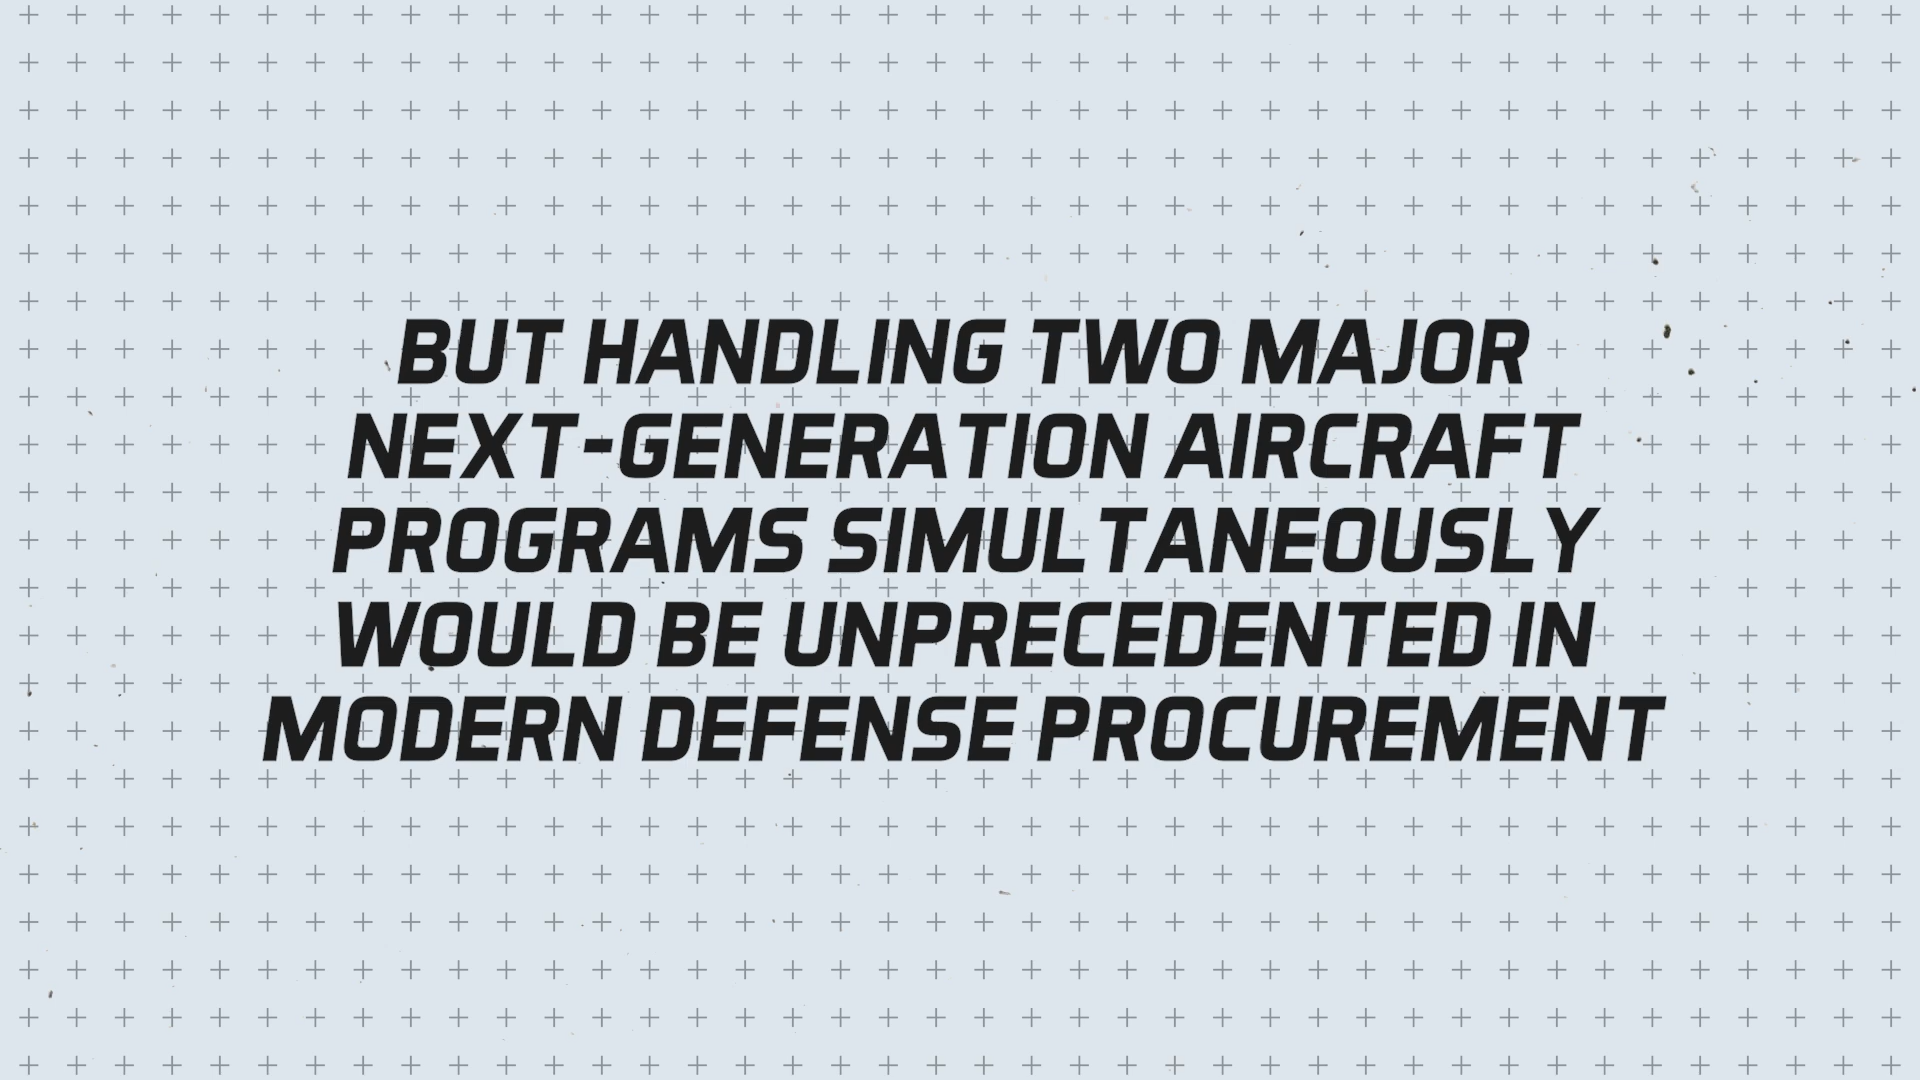 BUT HANDLING TWO MAJOR
NEXT-GENERATION AIRCRAFT
PROGRAMS SIMULTANEOUSLY
WOULD BE UNPRECEDENTED IN
MODERN DEFENSE PROCUREMENT